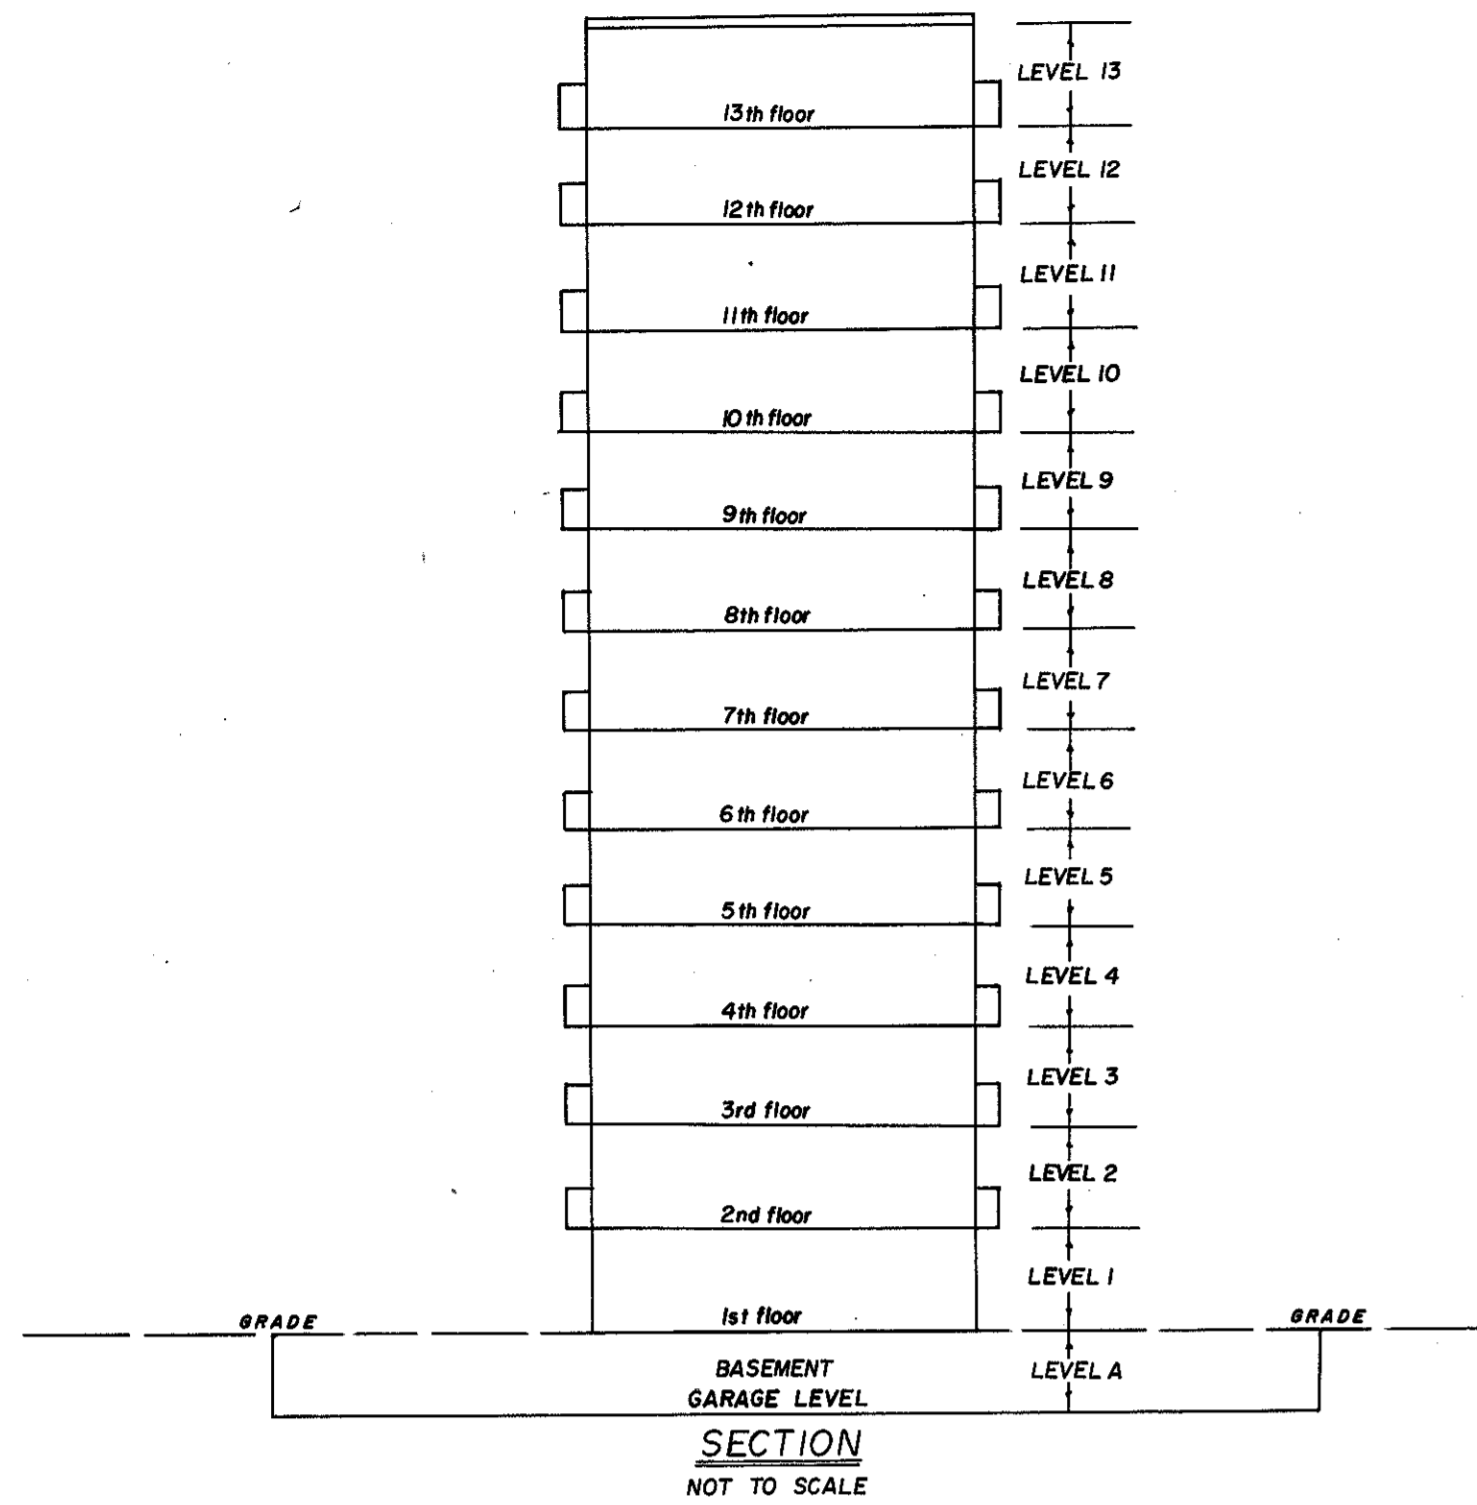 LEVEL 13
13th floor
LEVEL 12
12th floor
LEVEL 11
11th floor
LEVEL 10
10th floor
LEVEL 9
9th floor
LEVEL 8
8th floor
LEVEL 7
7th floor
LEVEL 6
6th floor
LEVEL 5
5th floor
LEVEL 4
4th floor
LEVEL 3
3rd floor
LEVEL 2
2nd floor
LEVEL 1
1st floor
GRADE
GRADE
BASEMENT
GARAGE LEVEL
LEVEL A
SECTION
NOT TO SCALE